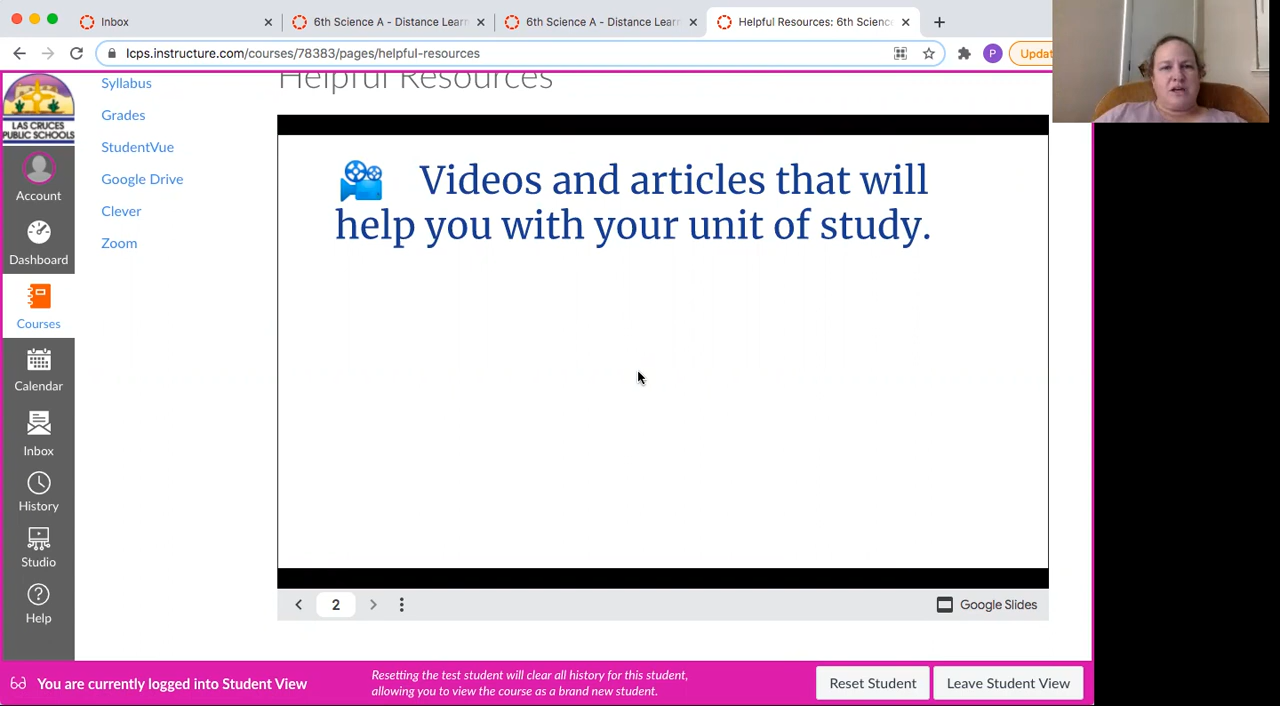 Inbox
6th Science A - Distance Learn
6th Science A - Distance Learn
Helpful Resources: 6th Scienc
lcps.instructure.com/courses/78383/pages/helpful-resources
P
Updat
LAS CRUCES
PUBLIC SCHOOLS
Account
Dashboard
Courses
Calendar
Inbox
History
Studio
Help
Syllabus
Grades
StudentVue
Google Drive
Clever
Zoom
Helpful Resources
Videos and articles that will
help you with your unit of study.
2
Google Slides
You are currently logged into Student View
Resetting the test student will clear all history for this student,
allowing you to view the course as a brand new student.
Reset Student
Leave Student View